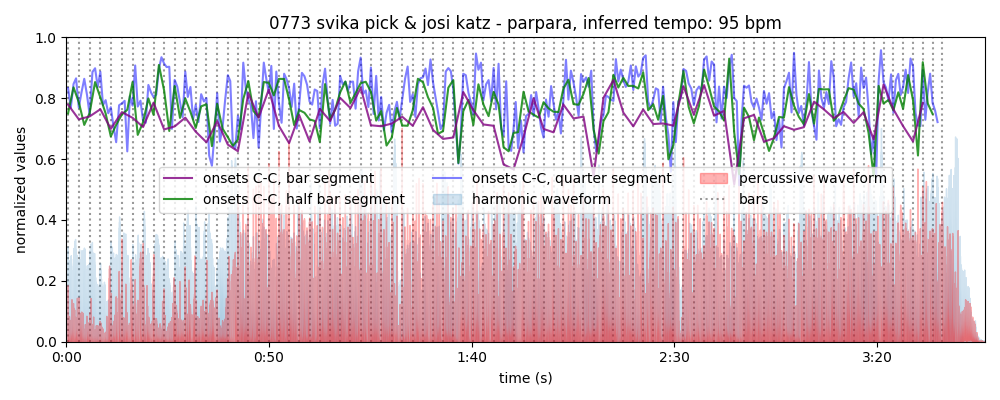 0773 svika pick & josi katz - parpara, inferred tempo: 95 bpm
1.0
0.8
0.6
0.4
0.2
0.0
normalized values
onsets C-C, bar segment
onsets C-C, half bar segment
onsets C-C, quarter segment
harmonic waveform
percussive waveform
bars
0:00 0:50 1:40 2:30 3:20
time (s)